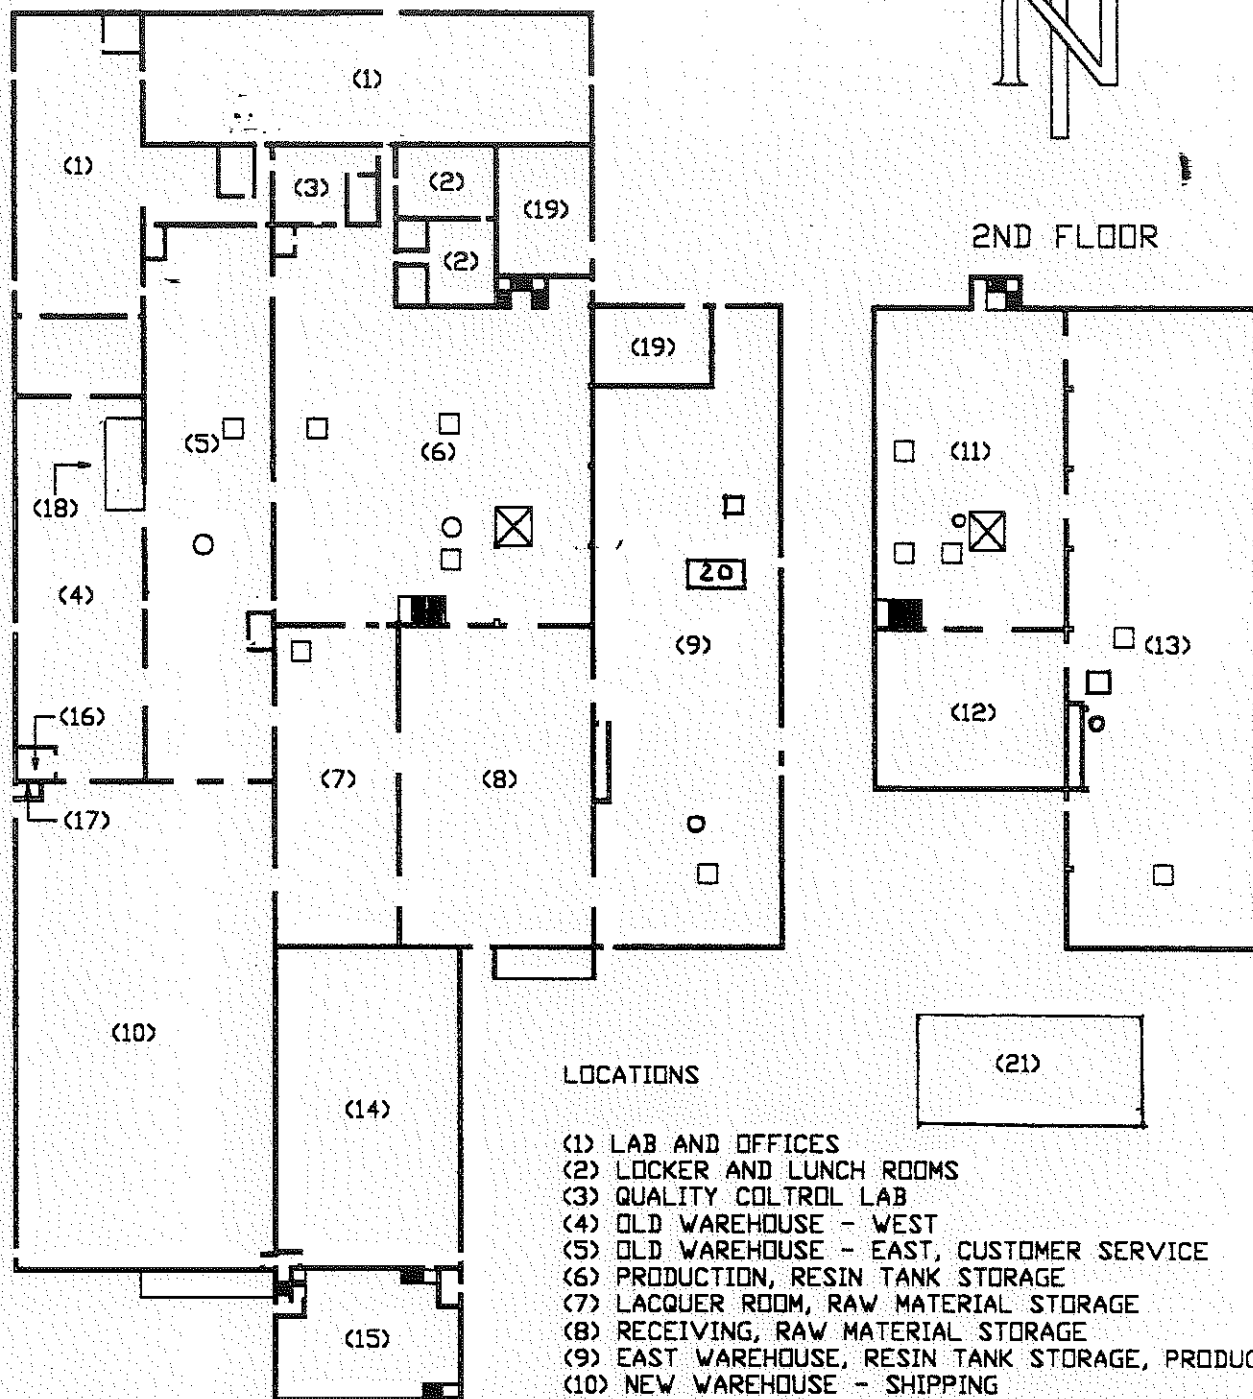 N
(1)
(1)
(3)
(2)
(19)
(2)
2ND FLOOR
(19)
(5)
(6)
(11)
(18)
20
(4)
(9)
(13)
(16)
(12)
(7)
(8)
(17)
(10)
(21)
(14)
(15)
LOCATIONS
(1) LAB AND OFFICES
(2) LOCKER AND LUNCH ROOMS
(3) QUALITY COLTROL LAB
(4) OLD WAREHOUSE - WEST
(5) OLD WAREHOUSE - EAST, CUSTOMER SERVICE
(6) PRODUCTION, RESIN TANK STORAGE
(7) LACQUER ROOM, RAW MATERIAL STORAGE
(8) RECEIVING, RAW MATERIAL STORAGE
(9) EAST WAREHOUSE, RESIN TANK STORAGE, PRODUC
(10) NEW WAREHOUSE - SHIPPING